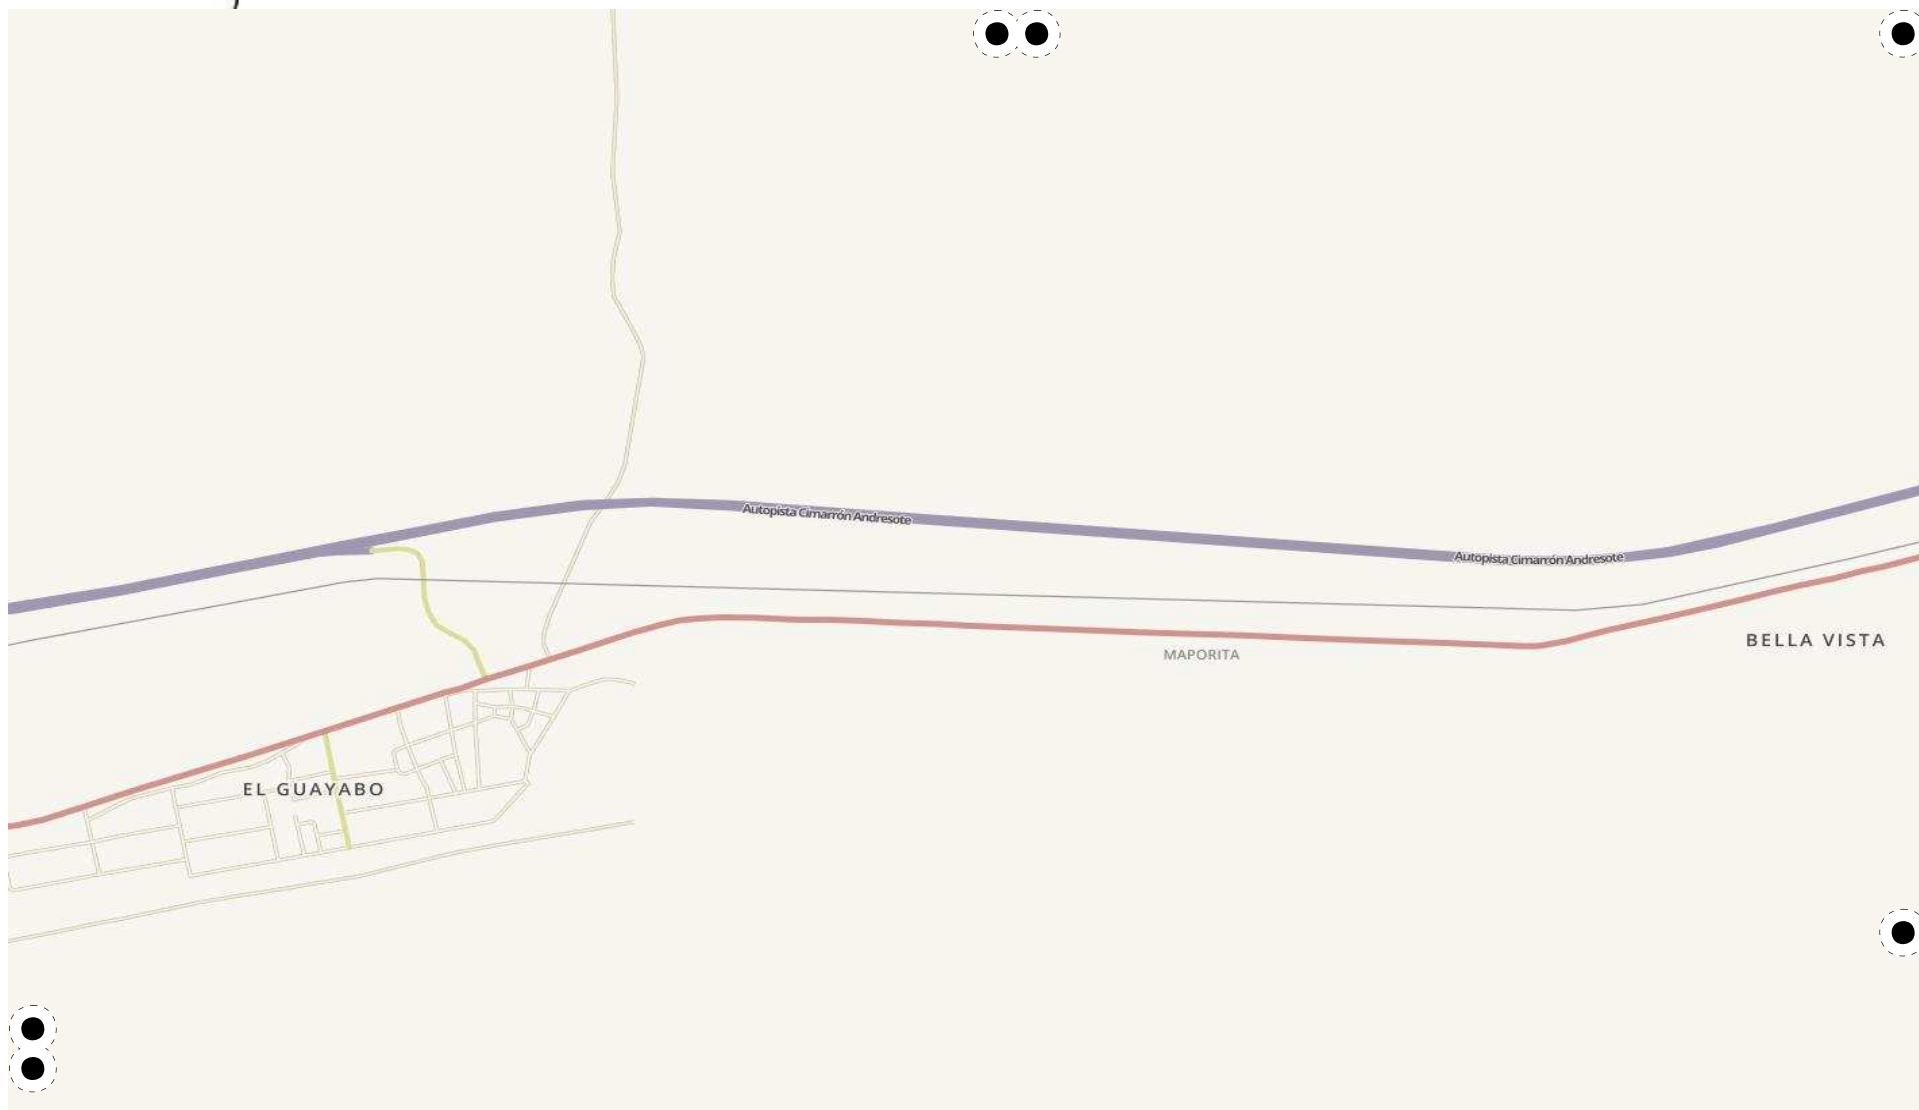 Autopista Cimarrón Andresote
Autopista Cimarrón Andresote
BELLA VISTA
MAPORITA
EL GUAYABO